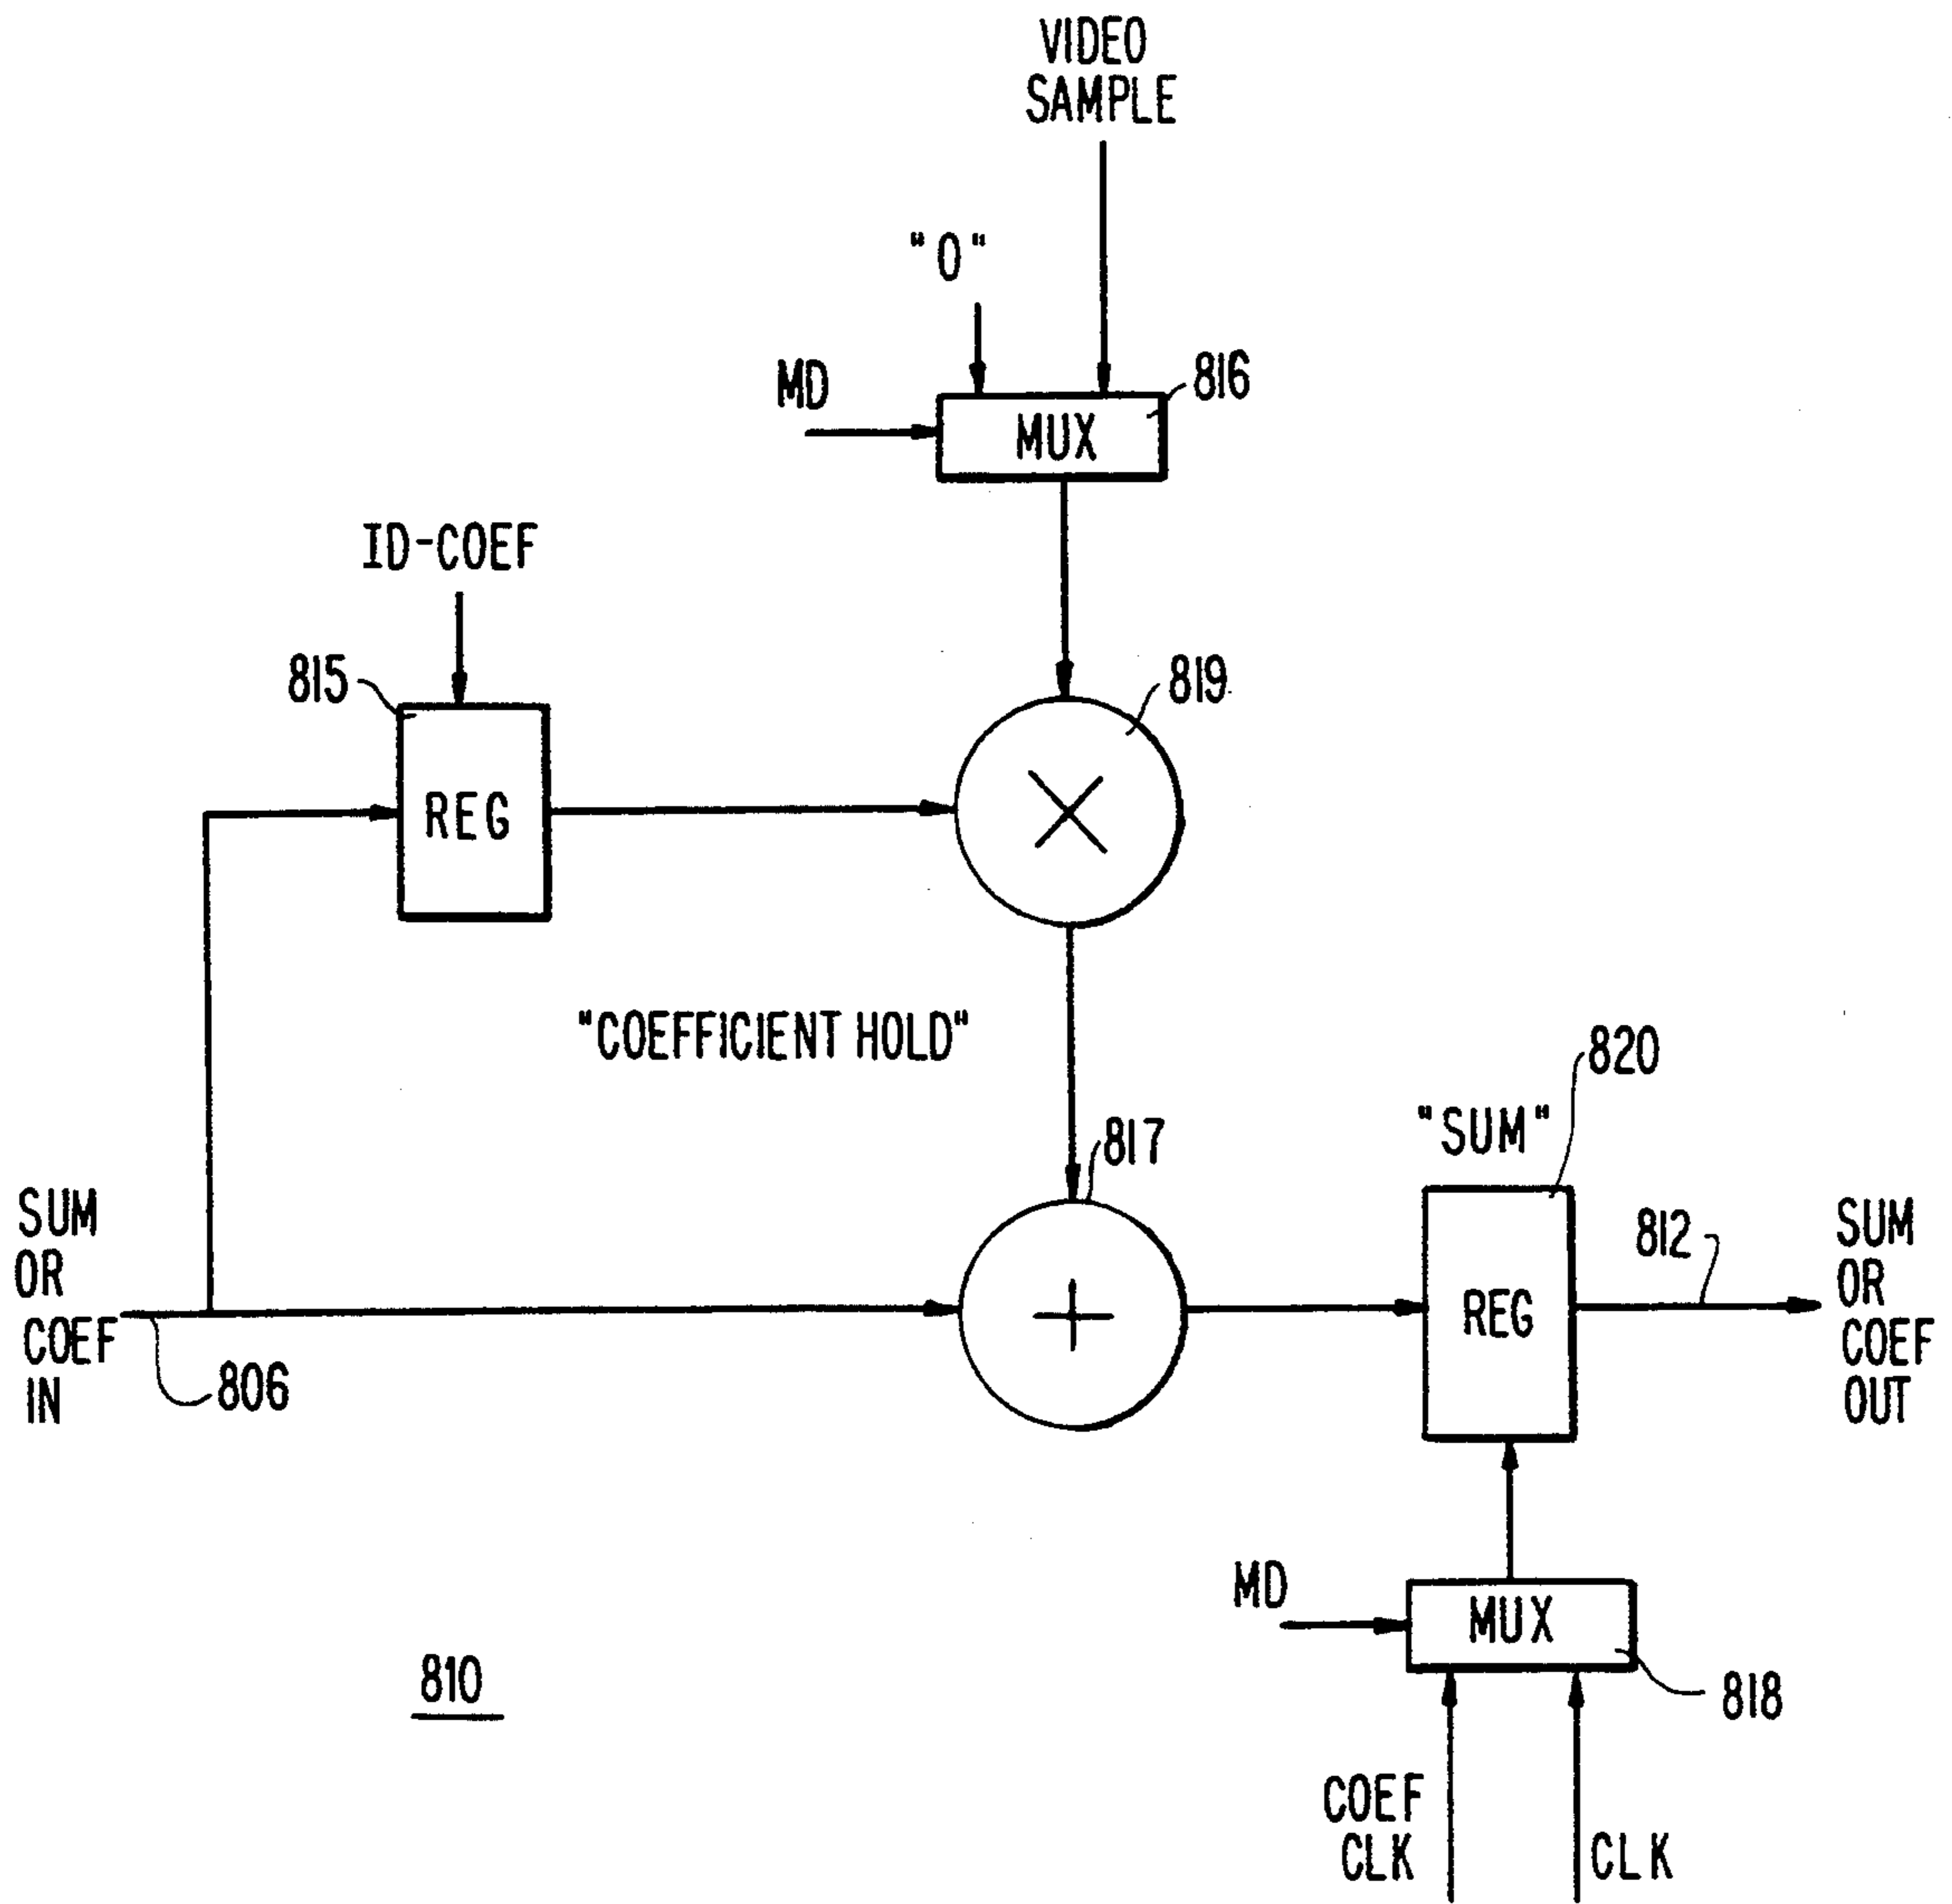 VIDEO
SAMPLE
"0"
MD
816
MUX
ID-COEF
815
819
REG
"COEFFICIENT HOLD"
820
"SUM"
817
SUM
OR
COEF
IN
806
REG
812
SUM
OR
COEF
OUT
MD
MUX
818
810
COEF
CLK
CLK